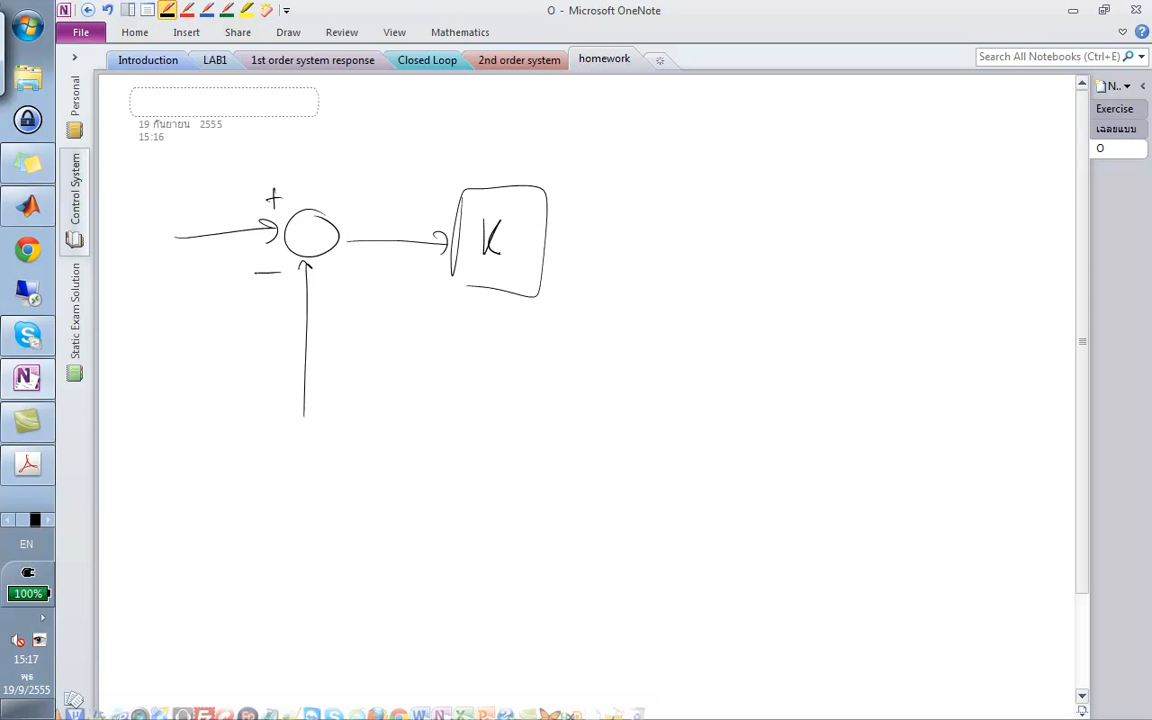 O - Microsoft OneNote
File
Home
Insert
Share
Draw
Review
View
Mathematics
Introduction
LAB1
1st order system response
Closed Loop
2nd order system
homework
Search All Notebooks (Ctrl+E)
Personal
Control System
Static Exam Solution
19 กันยายน 2555
15:16
+
K
−
N..
Exercise
เฉลยแบบ
O
EN
100%
15:17
พุธ
19/9/2555